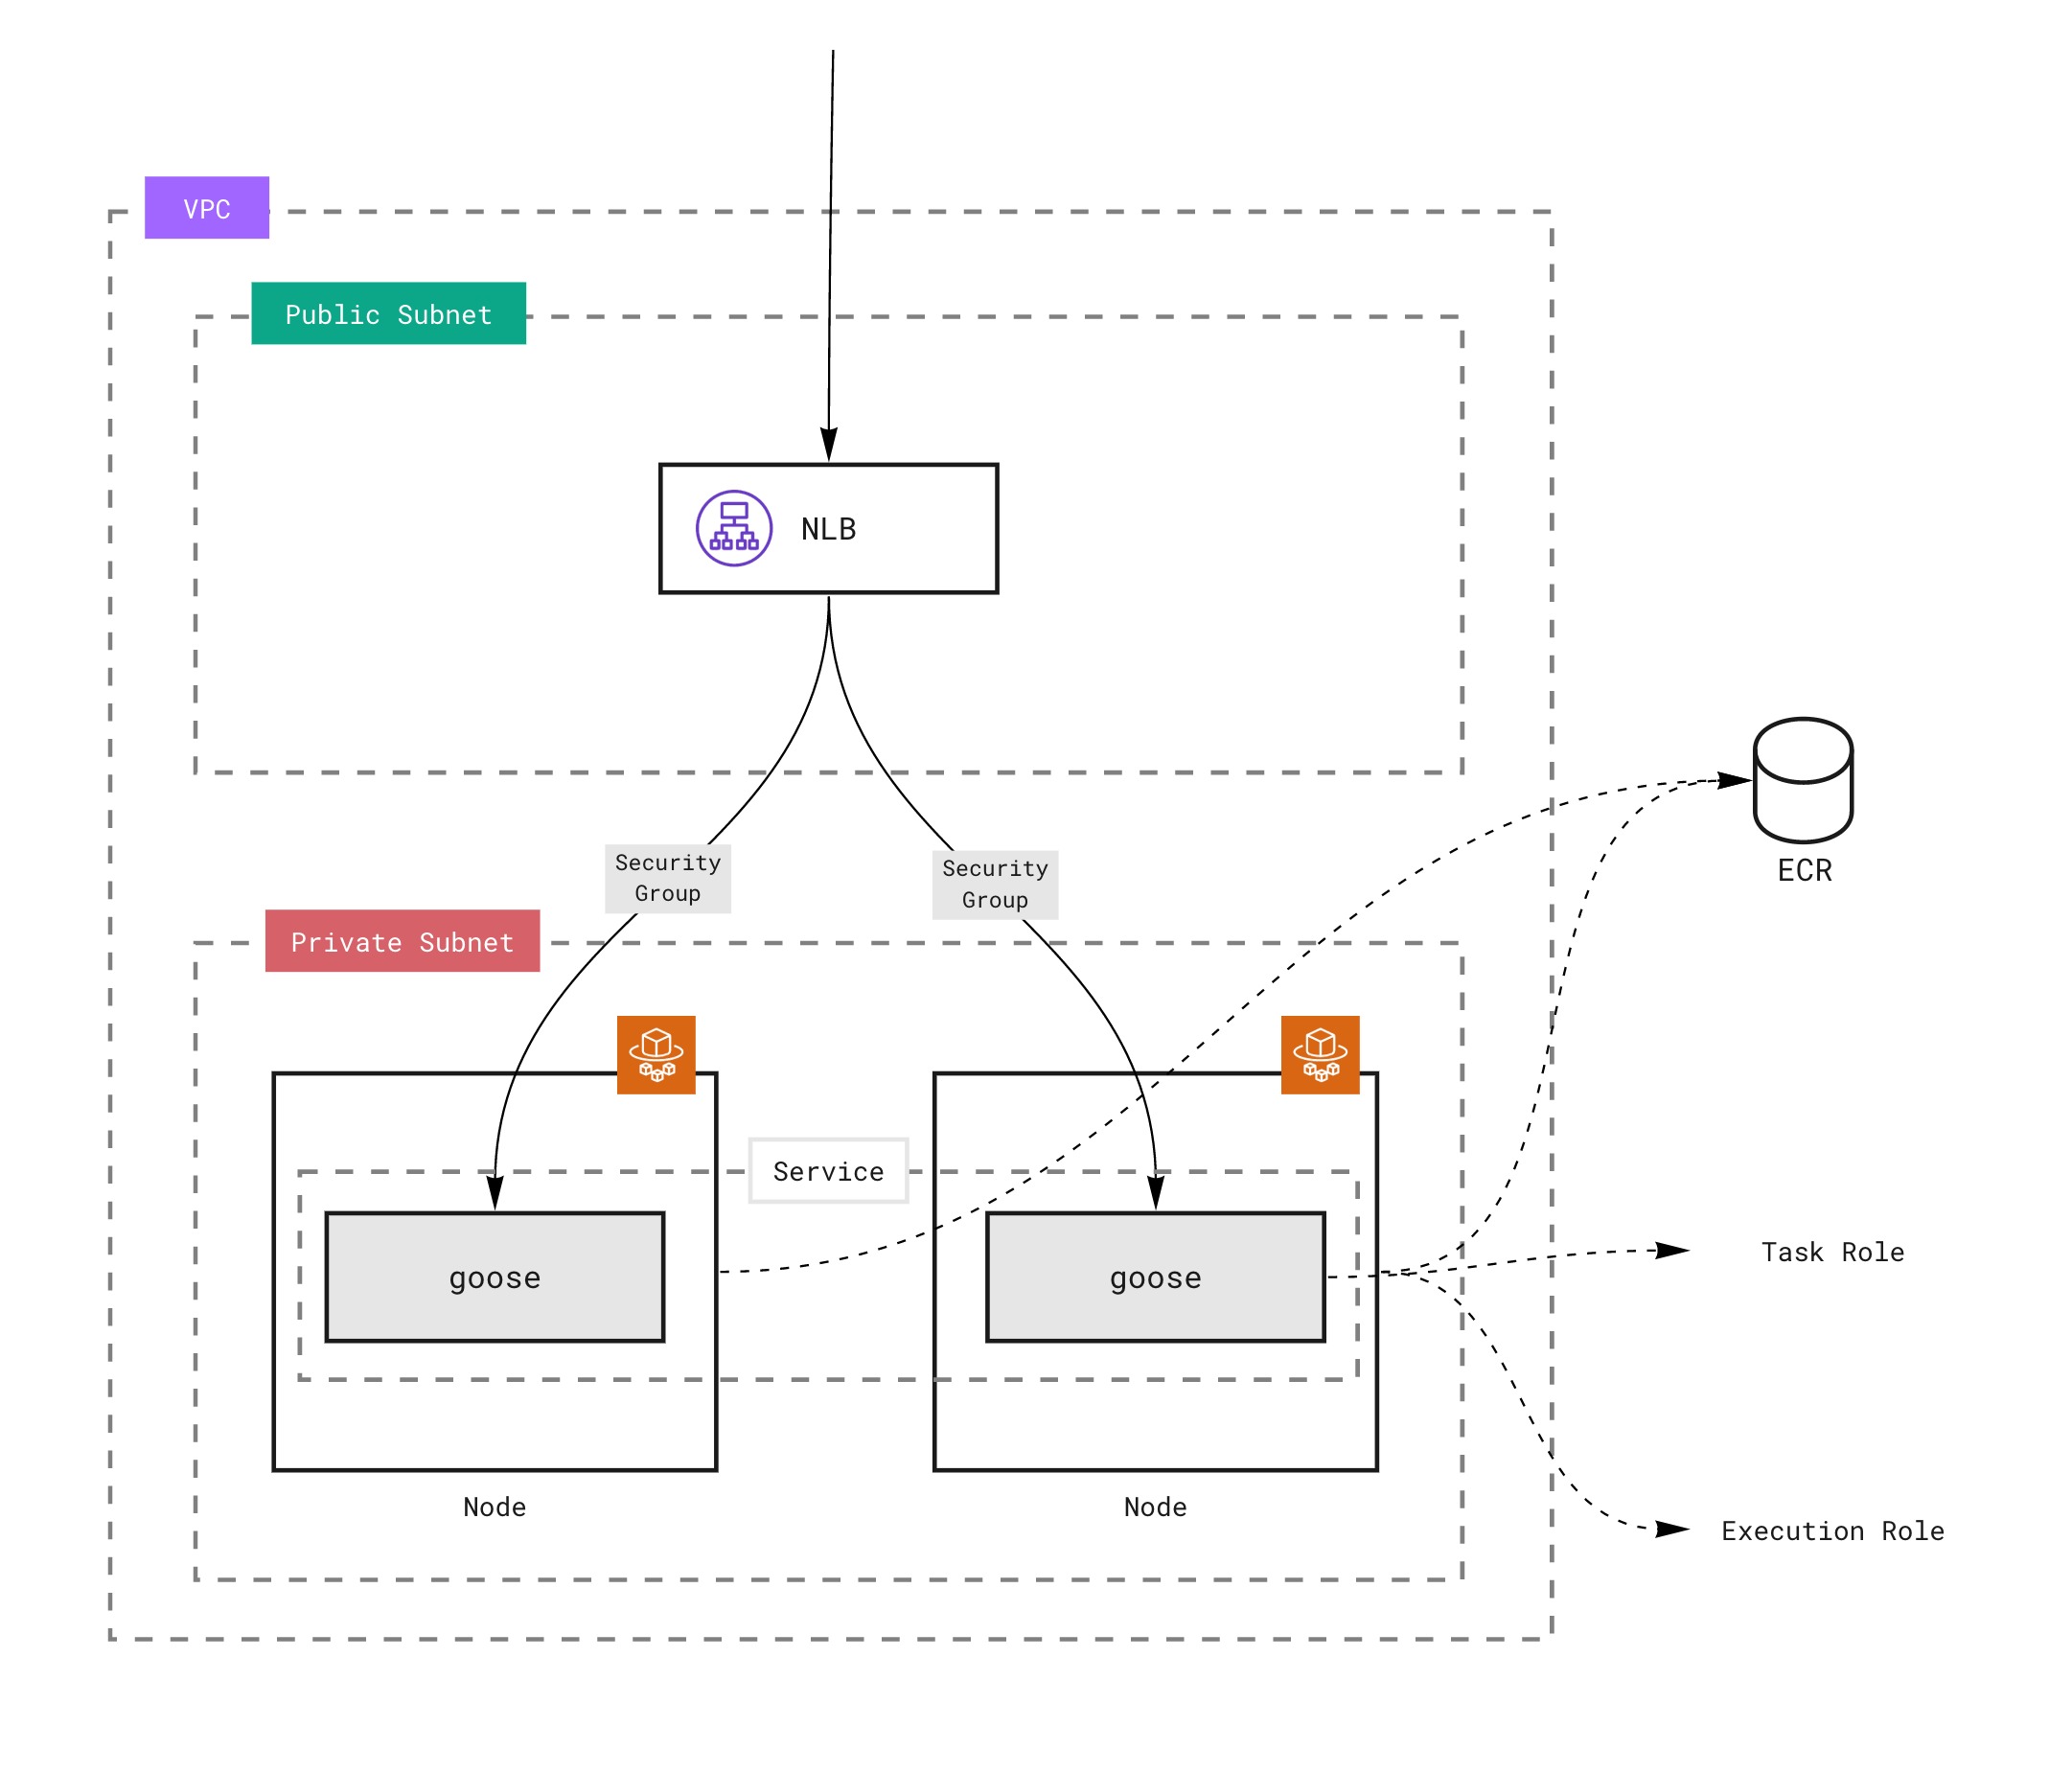 VPC
Public Subnet
NLB
Security
Group
Security
Group
ECR
Private Subnet
Service
goose
goose
Task Role
Node
Node
Execution Role